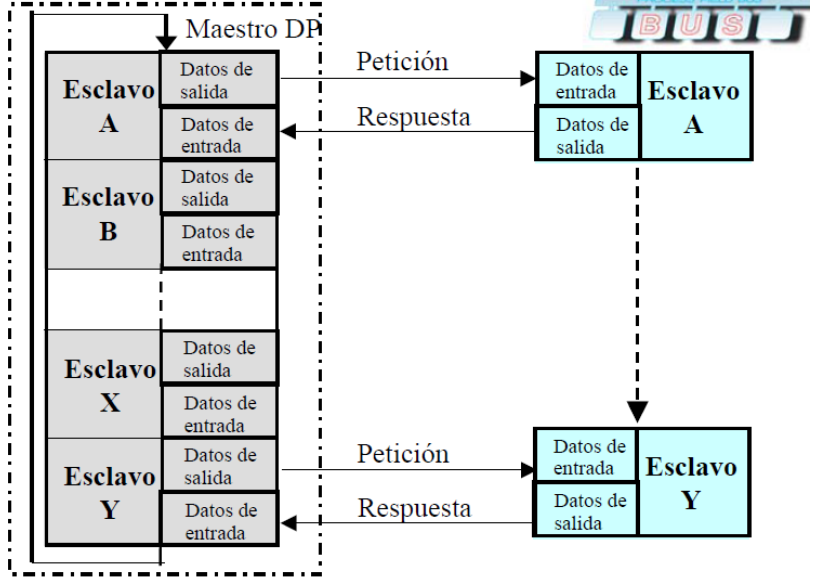 Maestro DP
BUS
Esclavo
A
Datos de
salida
Datos de
entrada
Petición
Respuesta
Datos de
entrada
Datos de
salida
Esclavo
A
Esclavo
B
Datos de
salida
Datos de
entrada
Esclavo
X
Datos de
salida
Datos de
entrada
Esclavo
Y
Datos de
salida
Datos de
entrada
Petición
Respuesta
Datos de
entrada
Datos de
salida
Esclavo
Y